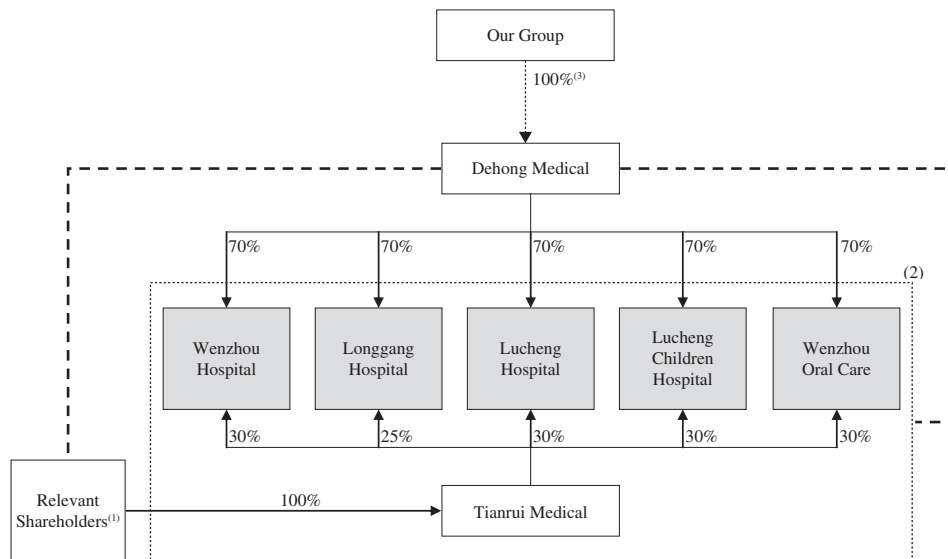 Our Group
100%(3)
Dehong Medical
70%
70%
70%
70%
70%
(2)
Wenzhou
Hospital
Longgang
Hospital
Lucheng
Hospital
Lucheng
Children
Hospital
Wenzhou
Oral Care
30%
25%
30%
30%
30%
Relevant
Shareholders(1)
100%
Tianrui Medical